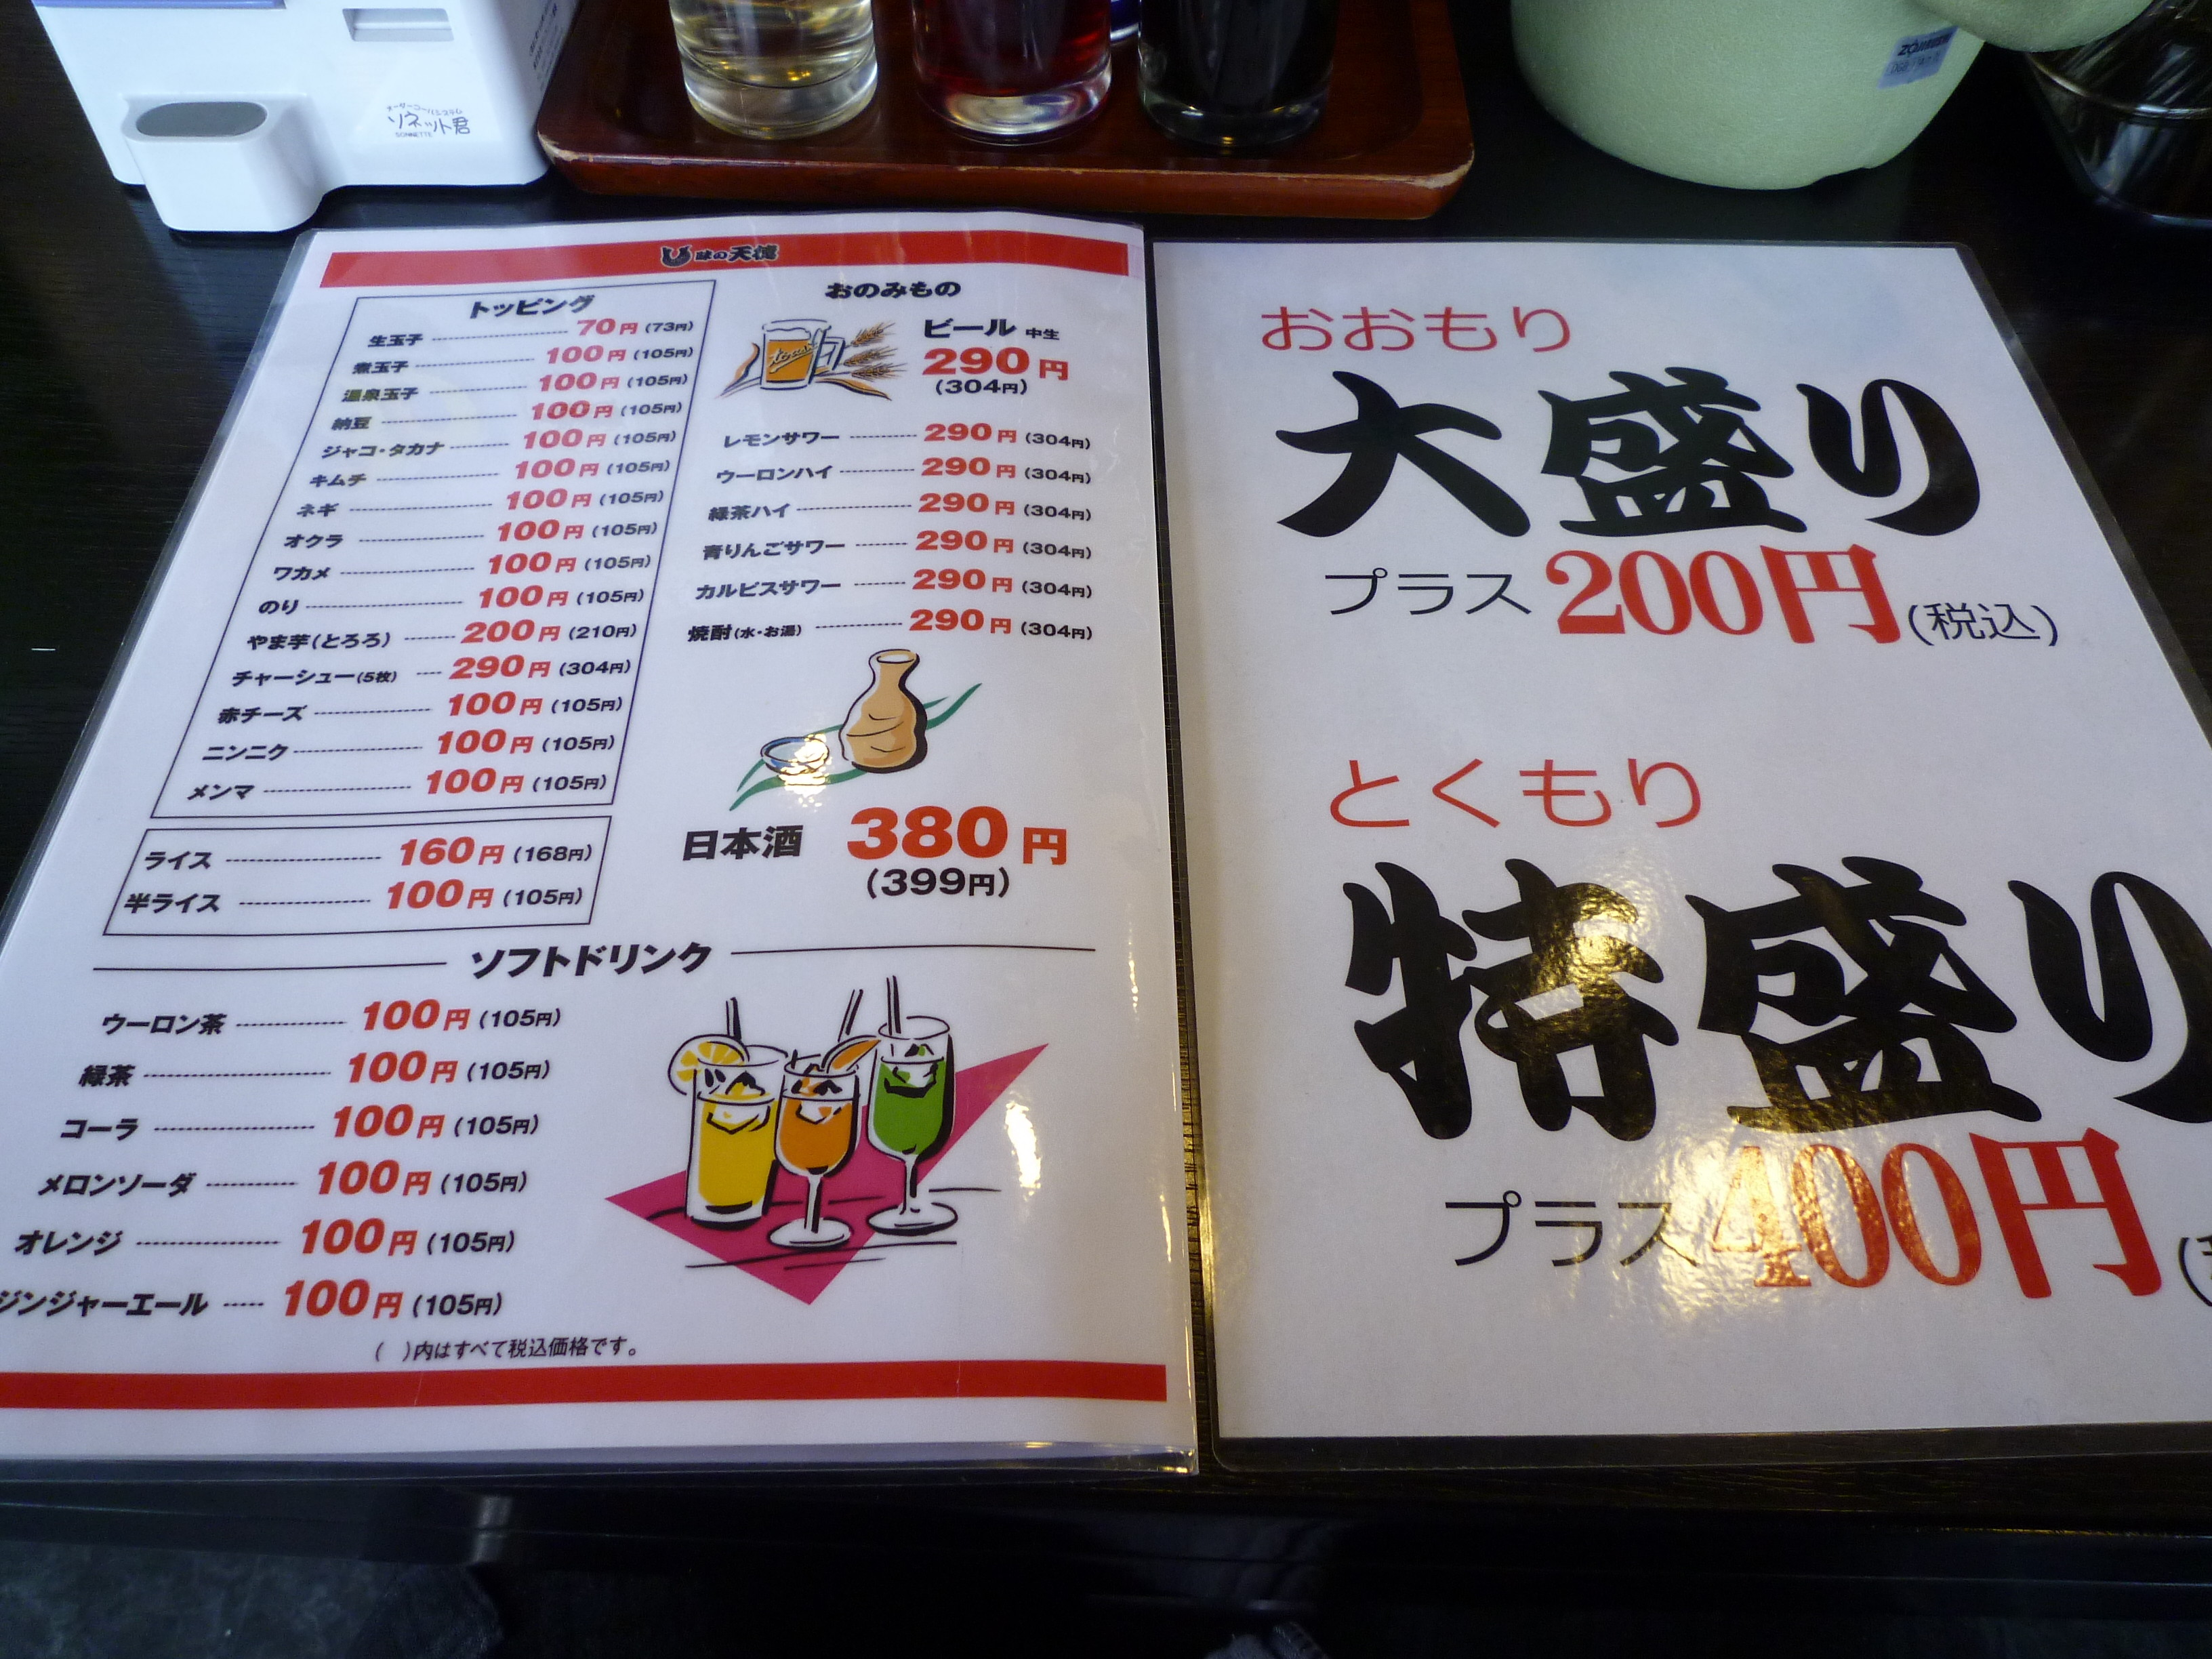 オーダーコールシステム
ソネット君
SONNETTE
ZOJIRUSHI
味の天徳
トッピング
生玉子 70円 (73円)
煮玉子 100円 (105円)
温泉玉子 100円 (105円)
納豆 100円 (105円)
ジャコ・タカナ 100円 (105円)
キムチ 100円 (105円)
ネギ 100円 (105円)
オクラ 100円 (105円)
ワカメ 100円 (105円)
のり 100円 (105円)
やま芋(とろろ) 200円 (210円)
チャーシュー(5枚) 290円 (304円)
赤チーズ 100円 (105円)
ニンニク 100円 (105円)
メンマ 100円 (105円)
ライス 160円 (168円)
半ライス 100円 (105円)
おのみもの
ビール 中生
290円
(304円)
レモンサワー 290円 (304円)
ウーロンハイ 290円 (304円)
緑茶ハイ 290円 (304円)
青りんごサワー 290円 (304円)
カルピスサワー 290円 (304円)
焼酎(水・お湯) 290円 (304円)
日本酒 380円
(399円)
ソフトドリンク
ウーロン茶 100円 (105円)
緑茶 100円 (105円)
コーラ 100円 (105円)
メロンソーダ 100円 (105円)
オレンジ 100円 (105円)
ジンジャーエール 100円 (105円)
( )内はすべて税込価格です。
おおもり
大盛り
プラス200円(税込)
とくもり
特盛り
プラス400円